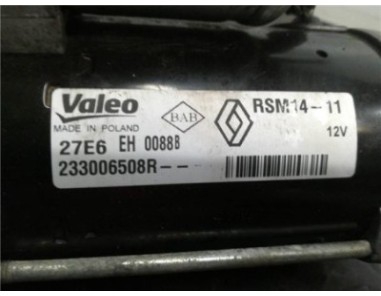 Valeo BAB RSM14-11
MADE IN POLAND 12V
27E6 EH 00888
233006508R--